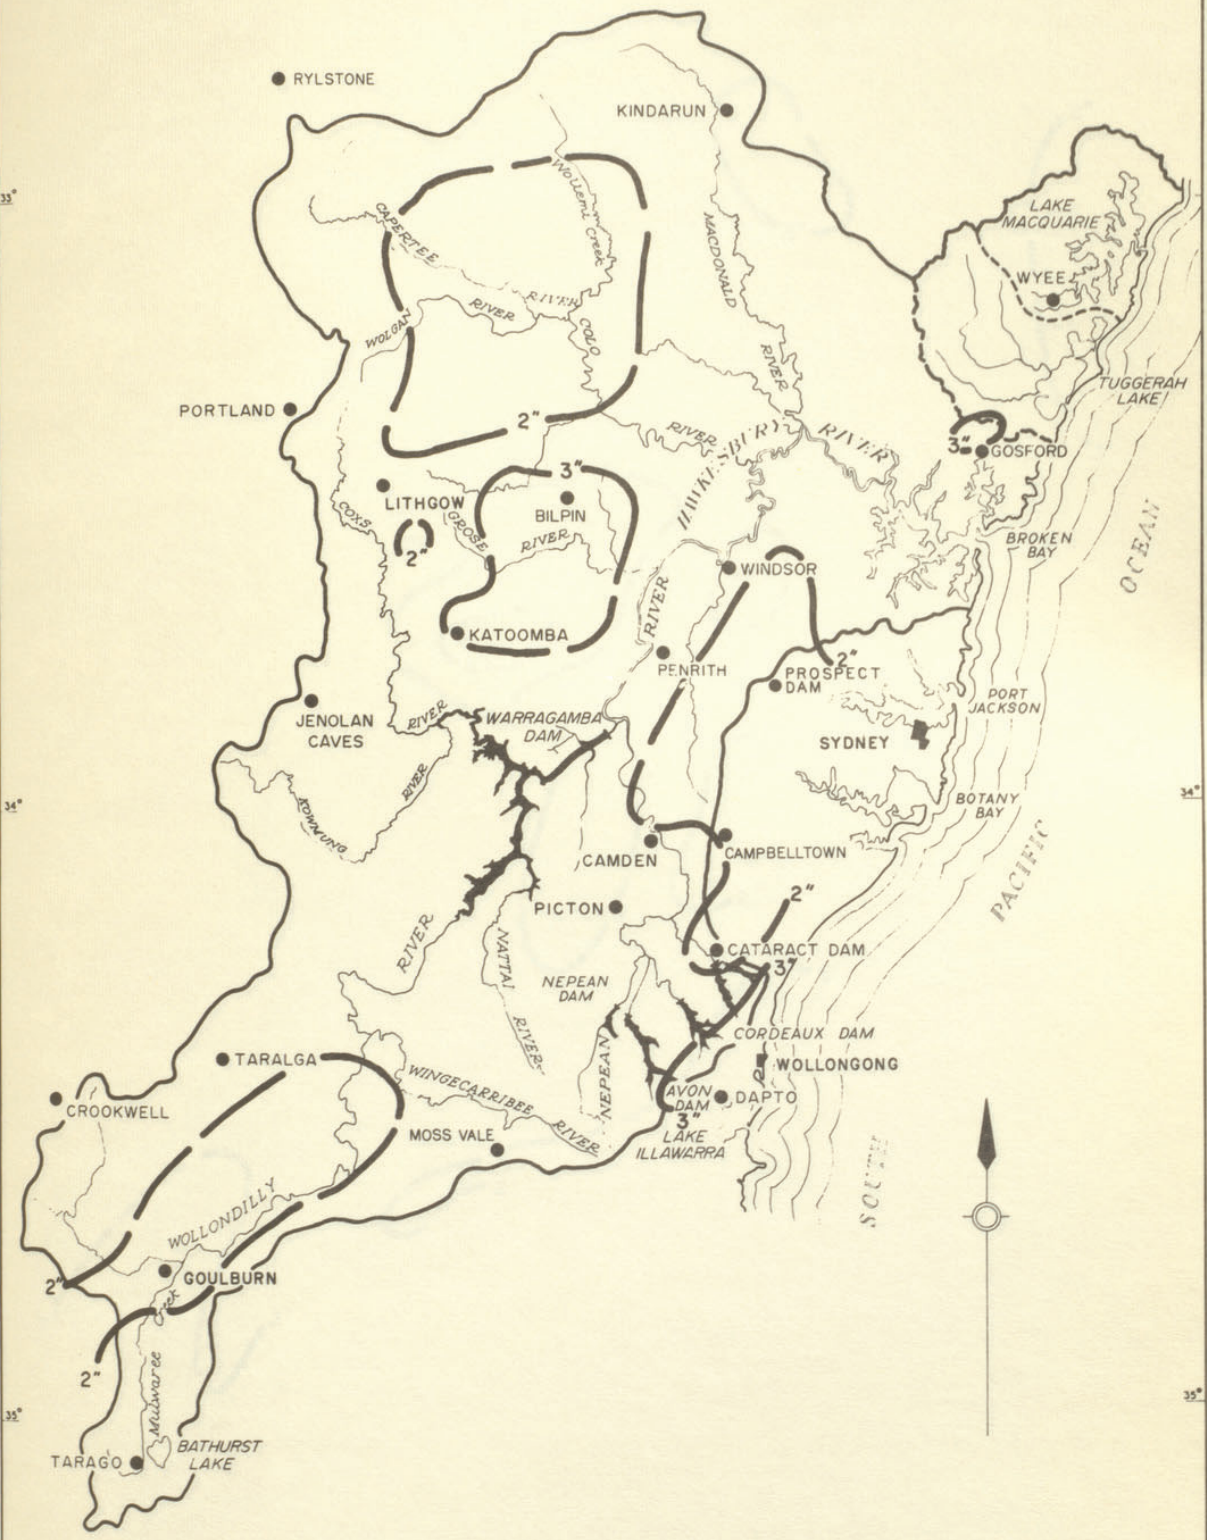 RYLSTONE
KINDARUN
33°
Wollemi Creek
LAKE
MACQUARIE
CAPERTEE
RIVER
MACDONALD
RIVER
WYEE
WOLGAN
RIVER
COLO
RIVER
TUGGERAH
LAKE
PORTLAND
2"
HAWKESBURY RIVER
3"
GOSFORD
3"
LITHGOW
BILPIN
COXS
RIVER
GROSE
RIVER
2"
BROKEN
BAY
WINDSOR
RIVER
KATOOMBA
PENRITH
2"
PROSPECT
DAM
PORT
JACKSON
JENOLAN
CAVES
WARRAGAMBA
DAM
SYDNEY
KOWMUNG
RIVER
34°
34°
BOTANY
BAY
CAMDEN
CAMPBELLTOWN
SOUTH PACIFIC OCEAN
2"
PICTON
RIVER
NATTAI
RIVER
CATARACT DAM
3"
NEPEAN
DAM
CORDEAUX DAM
NEPEAN
TARALGA
WOLLONGONG
WINGECARRIBEE
RIVER
AVON
DAM
3"
DAPTO
CROOKWELL
MOSS VALE
LAKE
ILLAWARRA
WOLLONDILLY
2"
GOULBURN
2"
Mulwaree Creek
35°
35°
BATHURST
LAKE
TARAGO